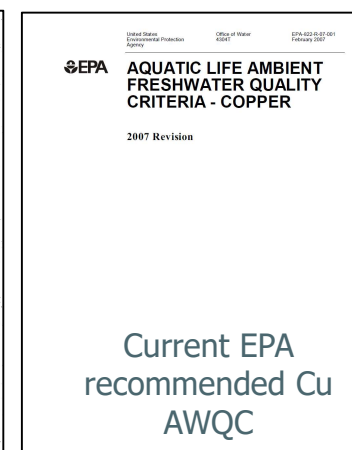 United States
Environmental Protection
Agency
Office of Water
4304T
EPA-822-R-07-001
February 2007
EPA
AQUATIC LIFE AMBIENT
FRESHWATER QUALITY
CRITERIA - COPPER
2007 Revision
Current EPA
recommended Cu
AWQC